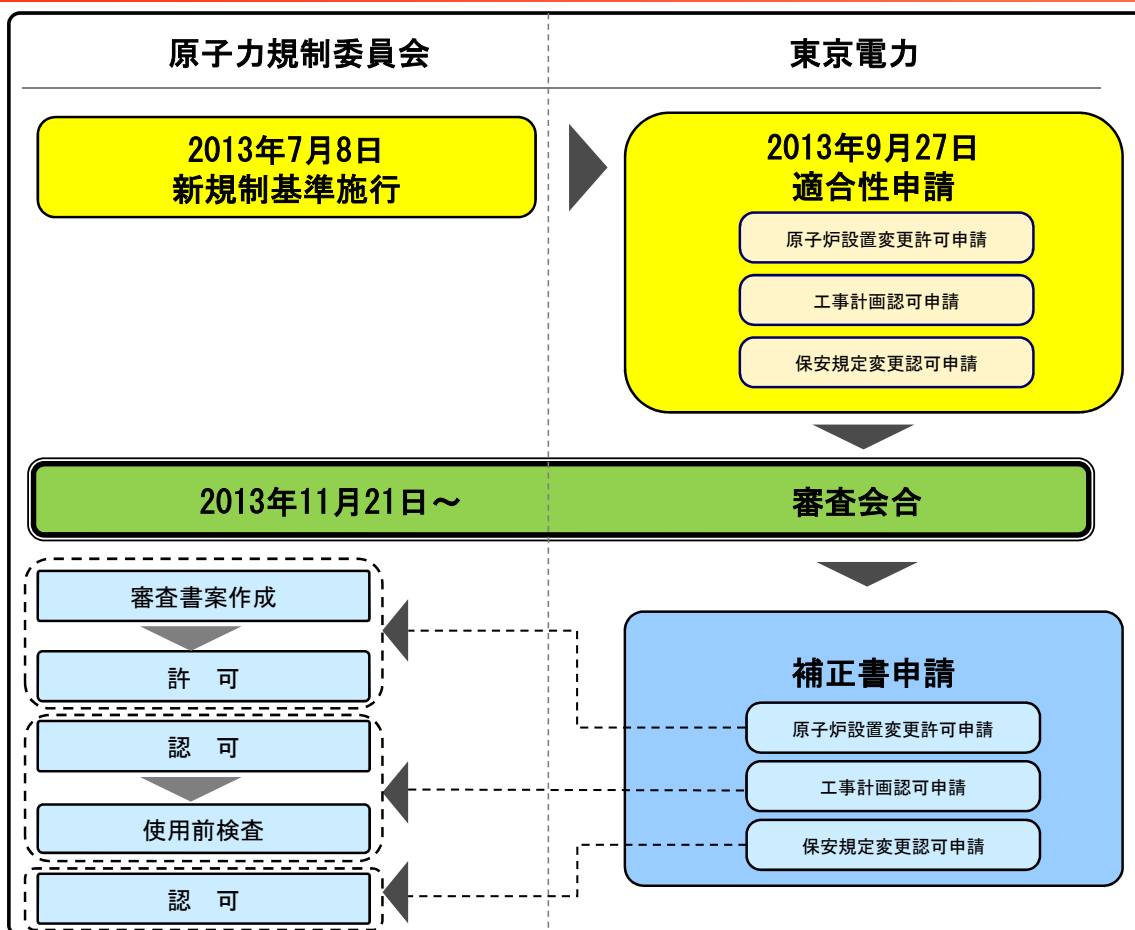 原子力規制委員会
東京電力
2013年7月8日
新規制基準施行
2013年9月27日
適合性申請
原子炉設置変更許可申請
工事計画認可申請
保安規定変更認可申請
2013年11月21日～
審査会合
審査書案作成
許　可
認　可
使用前検査
認　可
補正書申請
原子炉設置変更許可申請
工事計画認可申請
保安規定変更認可申請